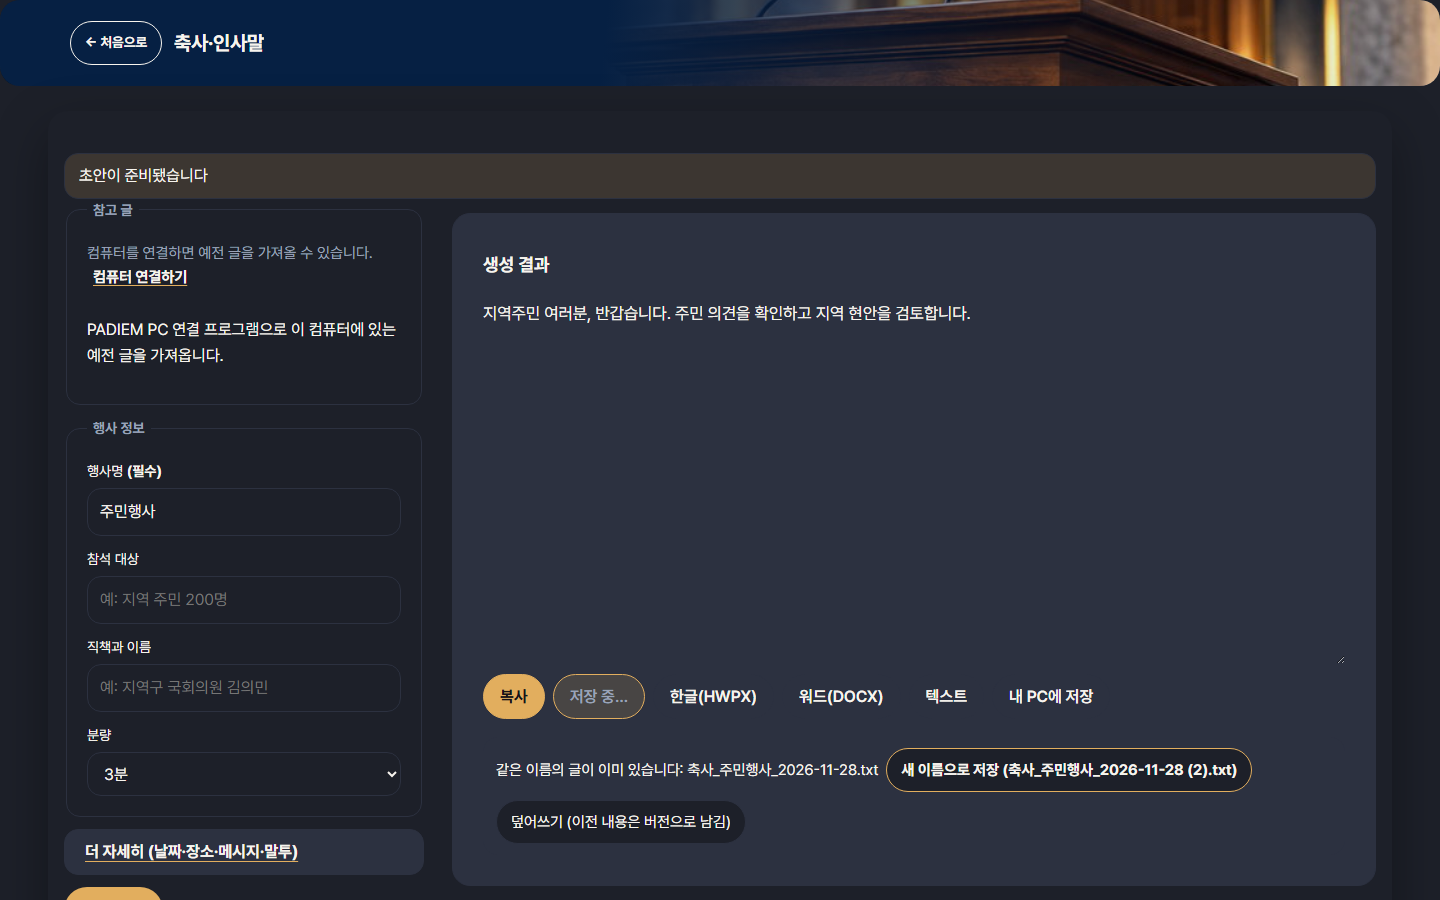 ← 처음으로
축사·인사말
초안이 준비됐습니다
참고 글
컴퓨터를 연결하면 예전 글을 가져올 수 있습니다.
컴퓨터 연결하기
PADIEM PC 연결 프로그램으로 이 컴퓨터에 있는
예전 글을 가져옵니다.
행사 정보
행사명 (필수)
주민행사
참석 대상
예: 지역 주민 200명
직책과 이름
예: 지역구 국회의원 김의민
분량
3분
더 자세히 (날짜·장소·메시지·말투)
생성 결과
지역주민 여러분, 반갑습니다. 주민 의견을 확인하고 지역 현안을 검토합니다.
복사
저장 중...
한글(HWPX)
워드(DOCX)
텍스트
내 PC에 저장
같은 이름의 글이 이미 있습니다: 축사_주민행사_2026-11-28.txt
새 이름으로 저장 (축사_주민행사_2026-11-28 (2).txt)
덮어쓰기 (이전 내용은 버전으로 남김)